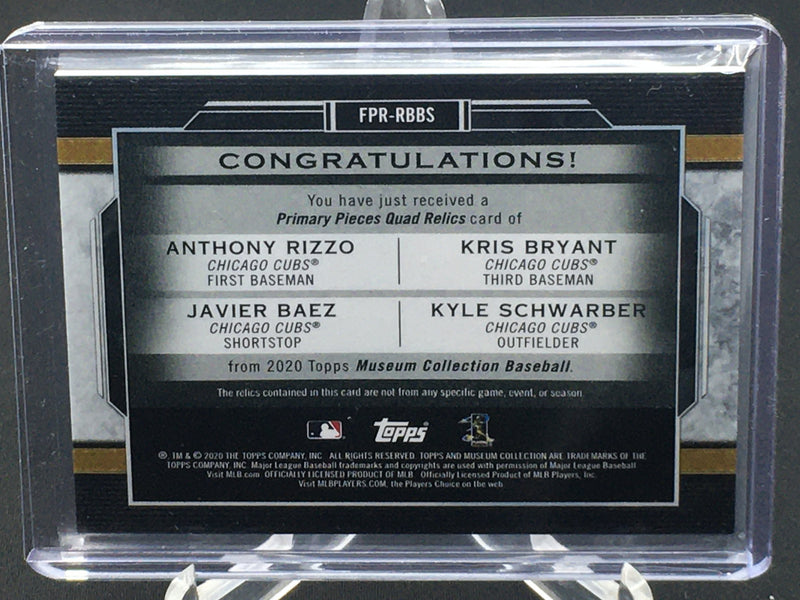 FPR-RBBS
CONGRATULATIONS!
You have just received a
Primary Pieces Quad Relics card of
ANTHONY RIZZO
CHICAGO CUBS®
FIRST BASEMAN
KRIS BRYANT
CHICAGO CUBS®
THIRD BASEMAN
JAVIER BAEZ
CHICAGO CUBS®
SHORTSTOP
KYLE SCHWARBER
CHICAGO CUBS®
OUTFIELDER
from 2020 Topps Museum Collection Baseball.
The relics contained in this card are not from any specific game, event, or season.
Topps
®, TM & © 2020 THE TOPPS COMPANY, INC. ALL RIGHTS RESERVED. TOPPS AND MUSEUM COLLECTION ARE TRADEMARKS OF THE
TOPPS COMPANY, INC. Major League Baseball trademarks and copyrights are used with permission of Major League Baseball
Visit MLB.com OFFICIALLY LICENSED PRODUCT OF MLB Officially Licensed Product of MLB Players, Inc.
Visit MLBPLAYERS.COM, the Players Choice on the web.